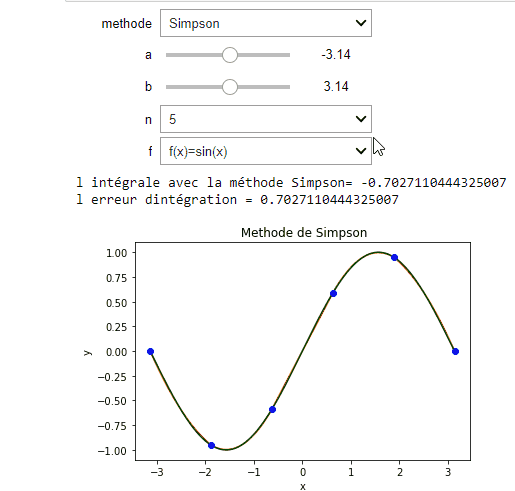 methode Simpson
a -3.14
b 3.14
n 5
f f(x)=sin(x)
l intégrale avec la méthode Simpson= -0.7027110444325007
l erreur dintégration = 0.7027110444325007
Methode de Simpson
1.00
0.75
0.50
0.25
0.00
−0.25
−0.50
−0.75
−1.00
y
−3 −2 −1 0 1 2 3
x